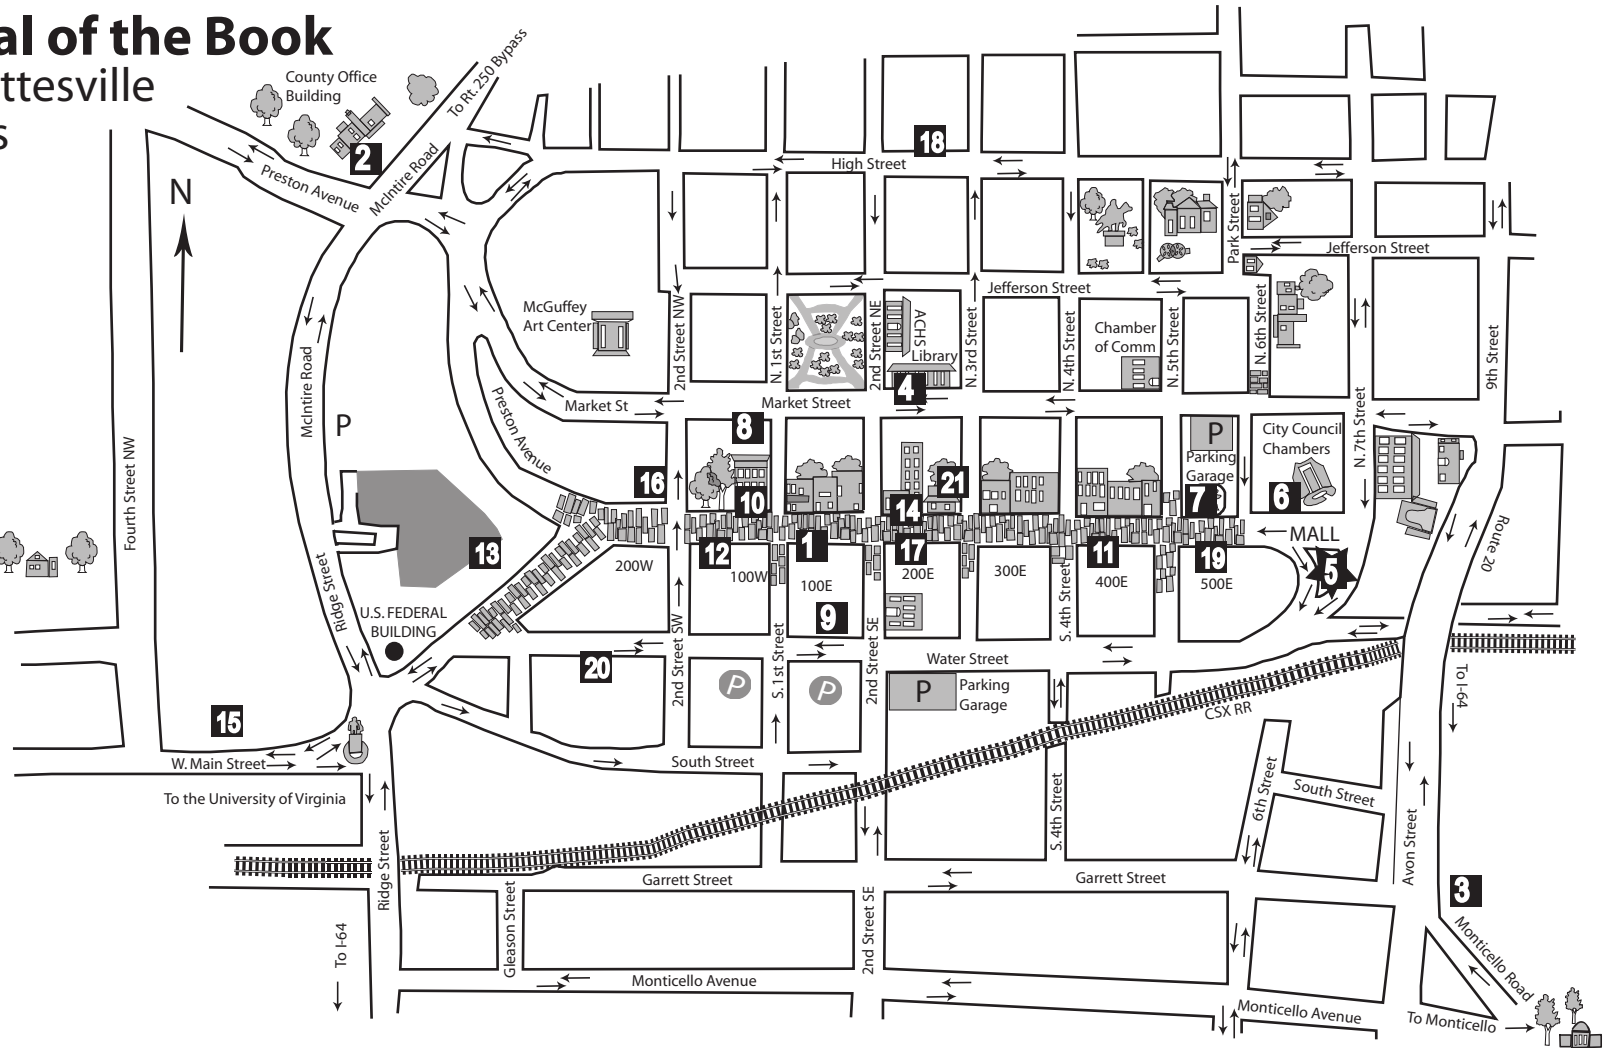 al of the Book
ttesville
s
County Office
Building
To Rt. 250 Bypass
2
18
High Street
Preston Avenue
McIntire Road
N
Park Street
Jefferson Street
Jefferson Street
McGuffey
Art Center
2nd Street NW
N. 1st Street
2nd Street NE
ACHS
Library
N. 3rd Street
N. 4th Street
Chamber
of Comm
N. 5th Street
N. 6th Street
9th Street
McIntire Road
P
Preston Avenue
Market St
Market Street
4
N. 7th Street
8
P
Parking
Garage
City Council
Chambers
Fourth Street NW
16
10
14
21
7
6
Route 20
MALL
13
12
1
17
11
19
5
200W
100W
100E
200E
300E
400E
500E
Ridge Street
U.S. FEDERAL
BUILDING
9
S. 4th Street
2nd Street SW
S. 1st Street
2nd Street SE
Water Street
20
P
P
P
Parking
Garage
To I-64
15
CSX RR
W. Main Street
South Street
To the University of Virginia
S. 4th Street
6th Street
South Street
Avon Street
Ridge Street
Garrett Street
Garrett Street
3
Gleason Street
2nd Street SE
To I-64
Monticello Road
Monticello Avenue
Monticello Avenue
To Monticello